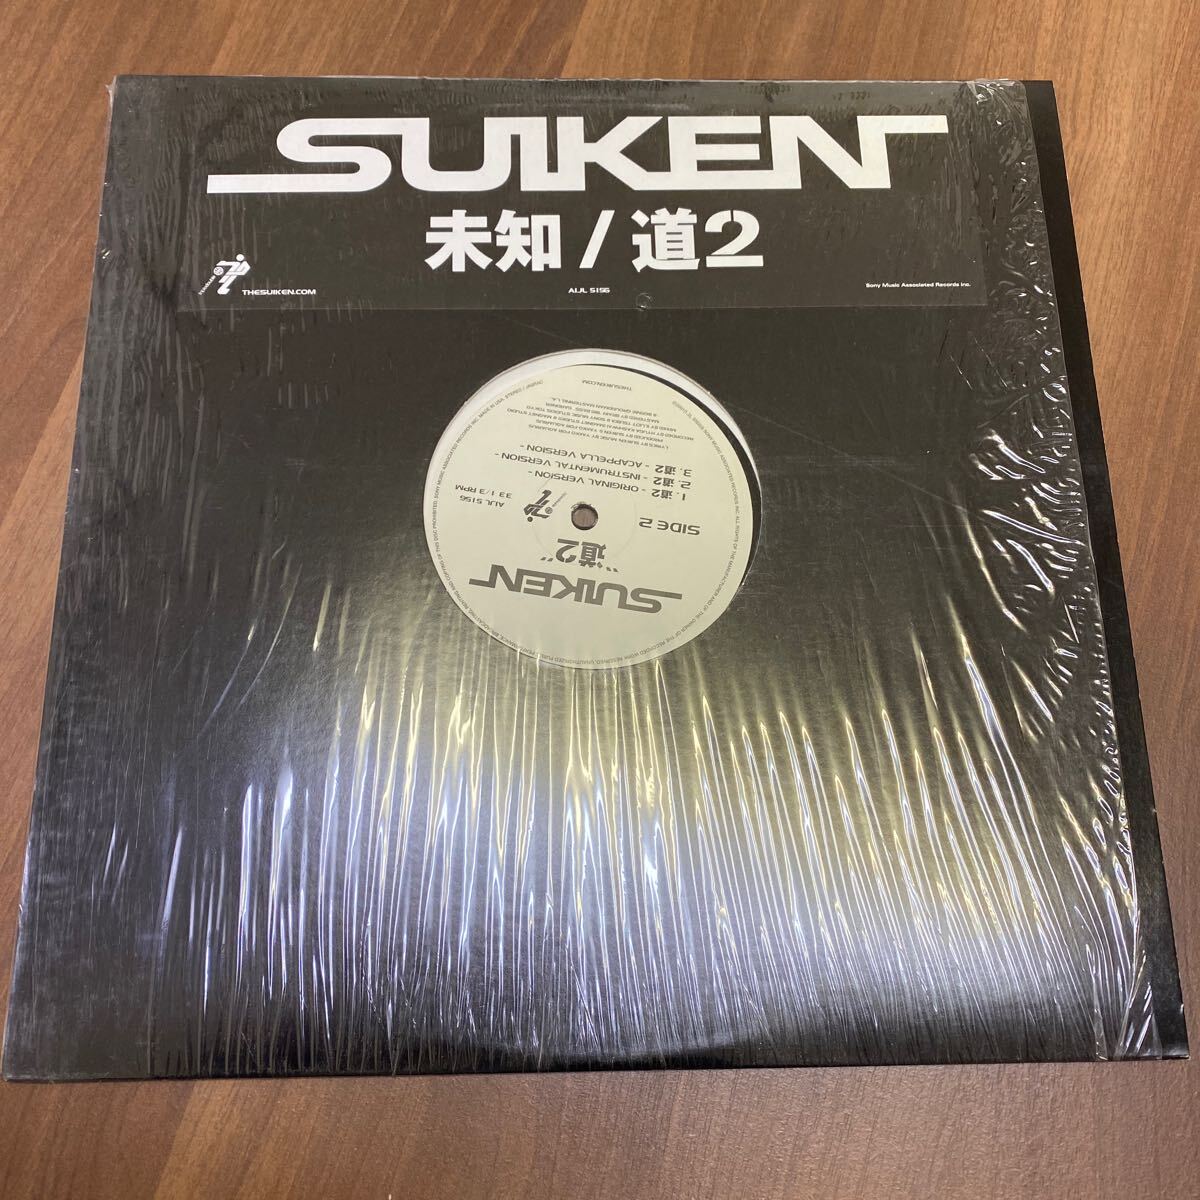 SUIKEN
未知 / 道2
THESUIKEN.COM
AIJL 5156
Sony Music Associated Records Inc.
SUIKEN
"道2"
SIDE 2
AIJL 5156
33 1/3 RPM
1. 道2 - ORIGINAL VERSION -
2. 道2 - INSTRUMENTAL VERSION -
3. 道2 - ACAPPELLA VERSION -
THESUIKEN.COM